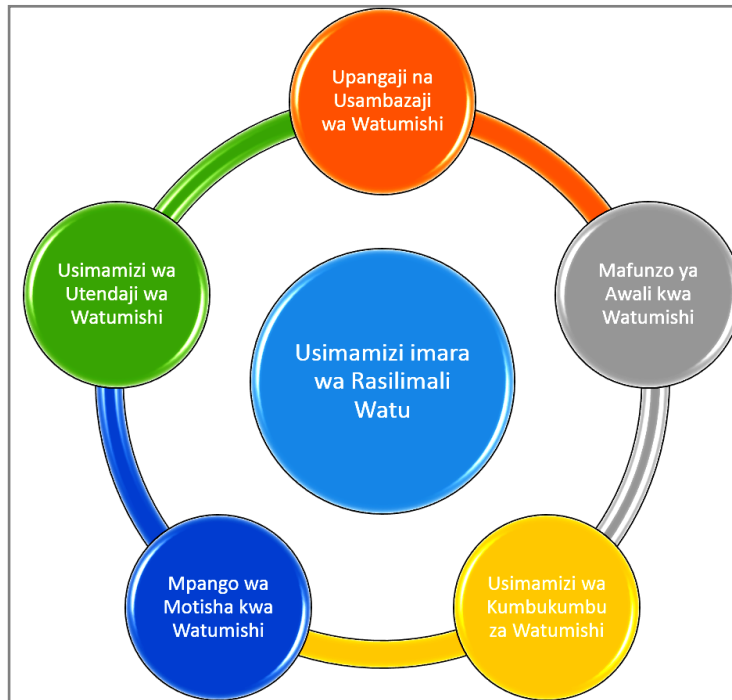 Upangaji na
Usambazaji
wa Watumishi
Mafunzo ya
Awali kwa
Watumishi
Usimamizi wa
Kumbukumbu
za Watumishi
Mpango wa
Motisha kwa
Watumishi
Usimamizi wa
Utendaji wa
Watumishi
Usimamizi imara
wa Rasilimali
Watu